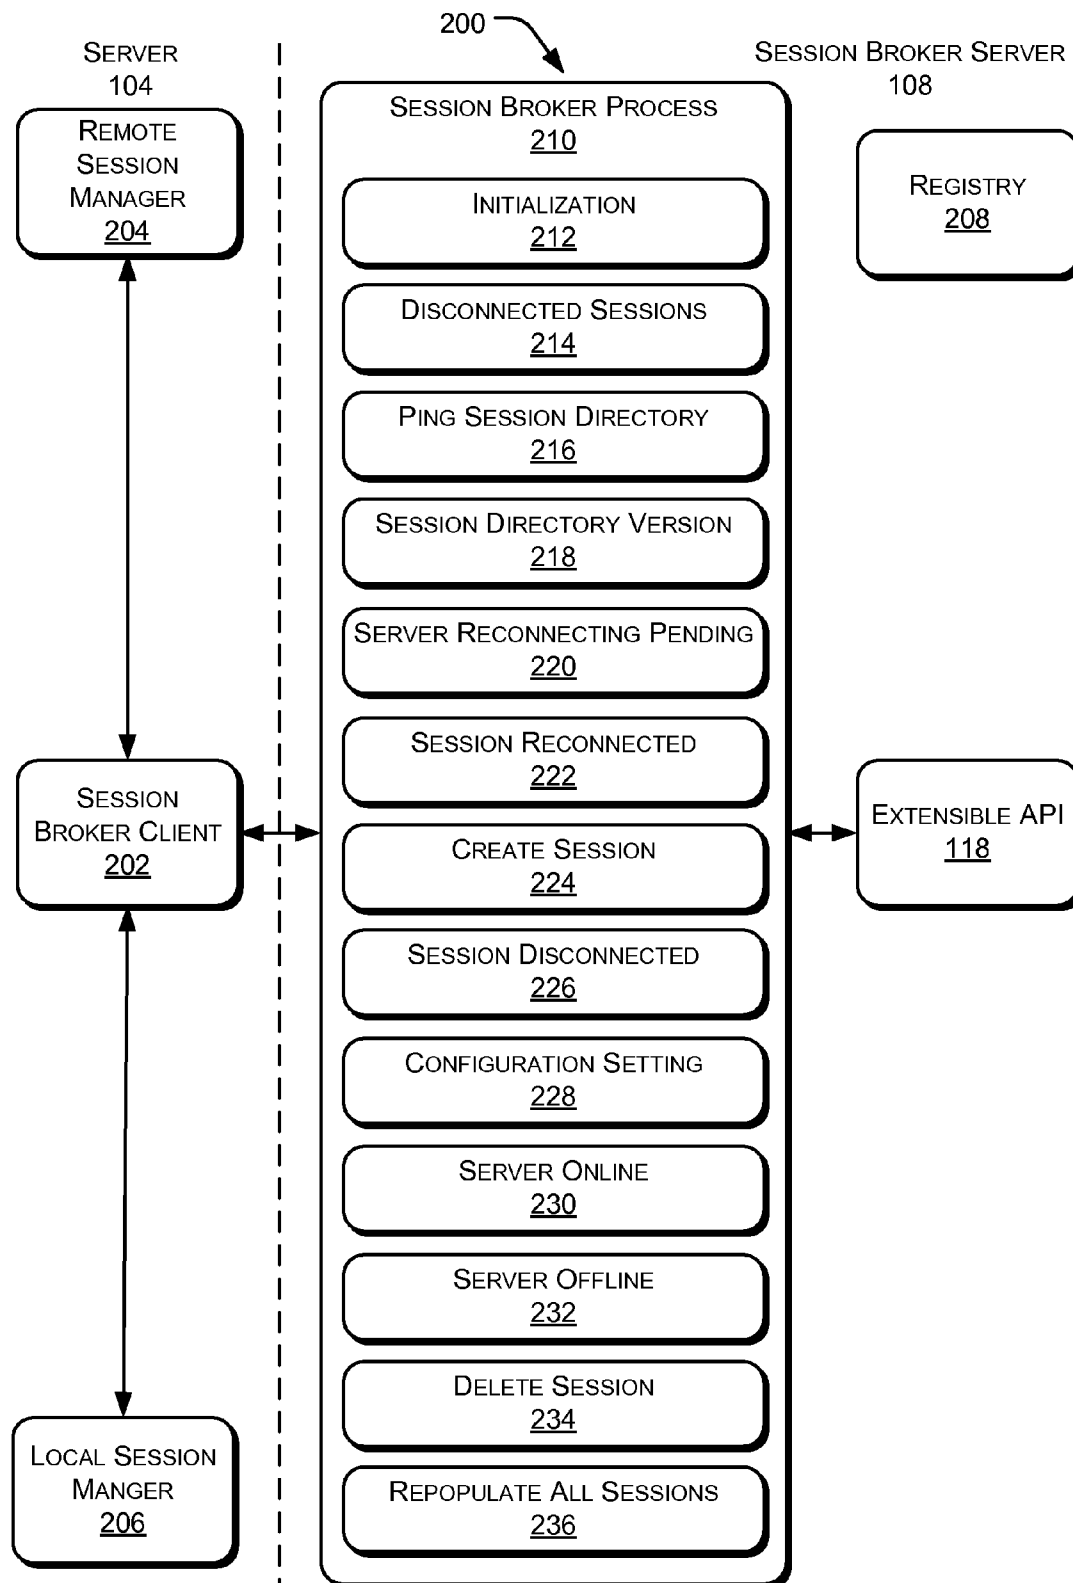 200
SERVER
104
REMOTE
SESSION
MANAGER
204
SESSION
BROKER CLIENT
202
LOCAL SESSION
MANGER
206
SESSION BROKER PROCESS
210
INITIALIZATION
212
DISCONNECTED SESSIONS
214
PING SESSION DIRECTORY
216
SESSION DIRECTORY VERSION
218
SERVER RECONNECTING PENDING
220
SESSION RECONNECTED
222
CREATE SESSION
224
SESSION DISCONNECTED
226
CONFIGURATION SETTING
228
SERVER ONLINE
230
SERVER OFFLINE
232
DELETE SESSION
234
REPOPULATE ALL SESSIONS
236
SESSION BROKER SERVER
108
REGISTRY
208
EXTENSIBLE API
118